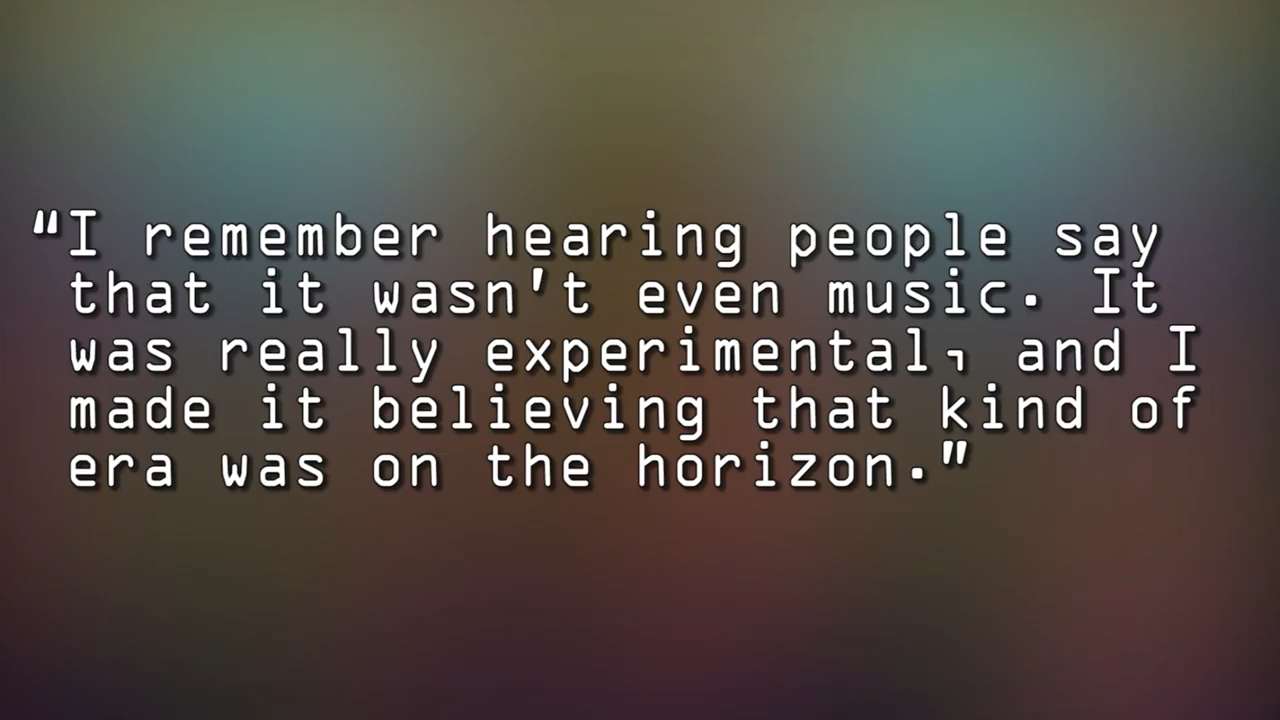 “I remember hearing people say
that it wasn't even music. It
was really experimental, and I
made it believing that kind of
era was on the horizon."